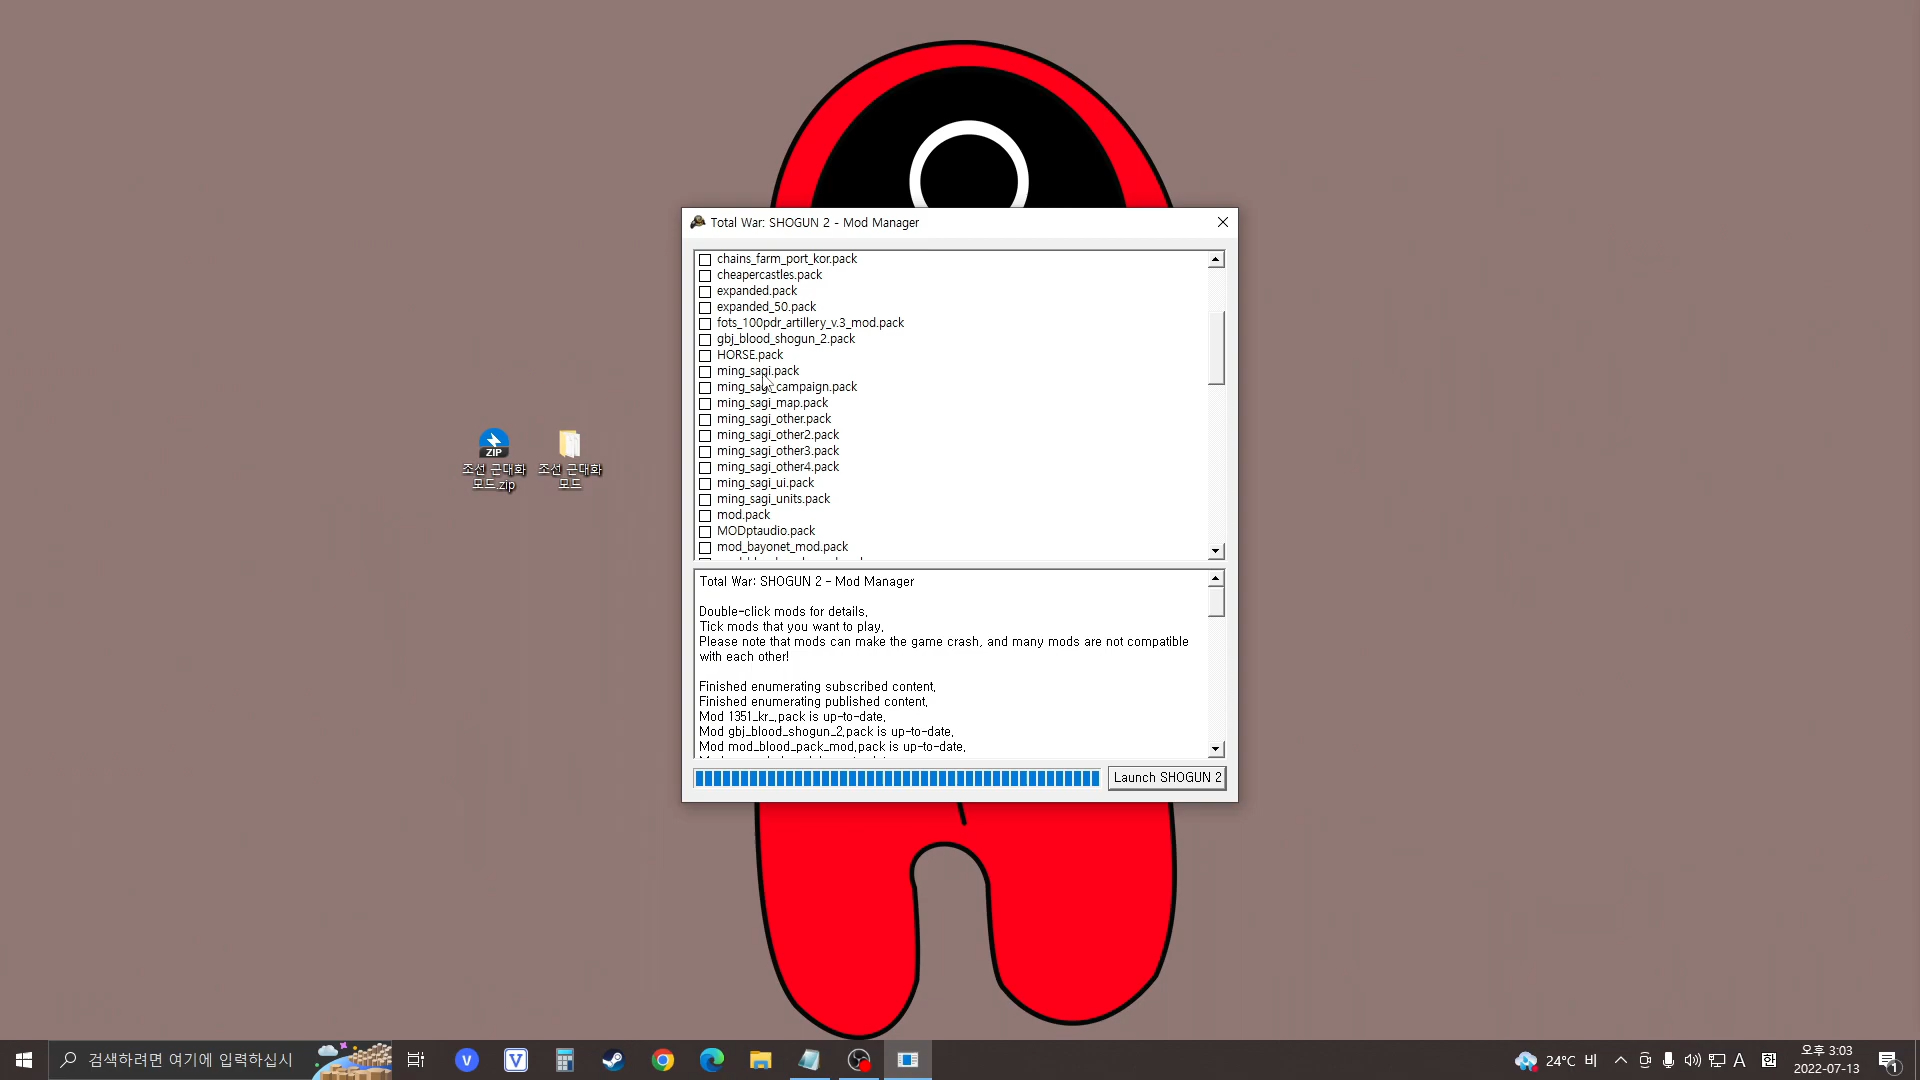 Total War: SHOGUN 2 - Mod Manager
chains_farm_port_kor.pack
cheapercastles.pack
expanded.pack
expanded_50.pack
fots_100pdr_artillery_v.3_mod.pack
gbj_blood_shogun_2.pack
HORSE.pack
ming_sagi.pack
ming_sagi_campaign.pack
ming_sagi_map.pack
ming_sagi_other.pack
ming_sagi_other2.pack
ming_sagi_other3.pack
ming_sagi_other4.pack
ming_sagi_ui.pack
ming_sagi_units.pack
mod.pack
MODptaudio.pack
mod_bayonet_mod.pack
ZIP
조선 근대화
모드.zip
조선 근대화
모드
Total War: SHOGUN 2 - Mod Manager
Double-click mods for details.
Tick mods that you want to play.
Please note that mods can make the game crash, and many mods are not compatible
with each other!
Finished enumerating subscribed content.
Finished enumerating published content.
Mod 1351_kr_.pack is up-to-date.
Mod gbj_blood_shogun_2.pack is up-to-date.
Mod mod_blood_pack_mod.pack is up-to-date.
Launch SHOGUN 2
검색하려면 여기에 입력하십시
V
V
24°C 비
A
오후 3:03
2022-07-13
1